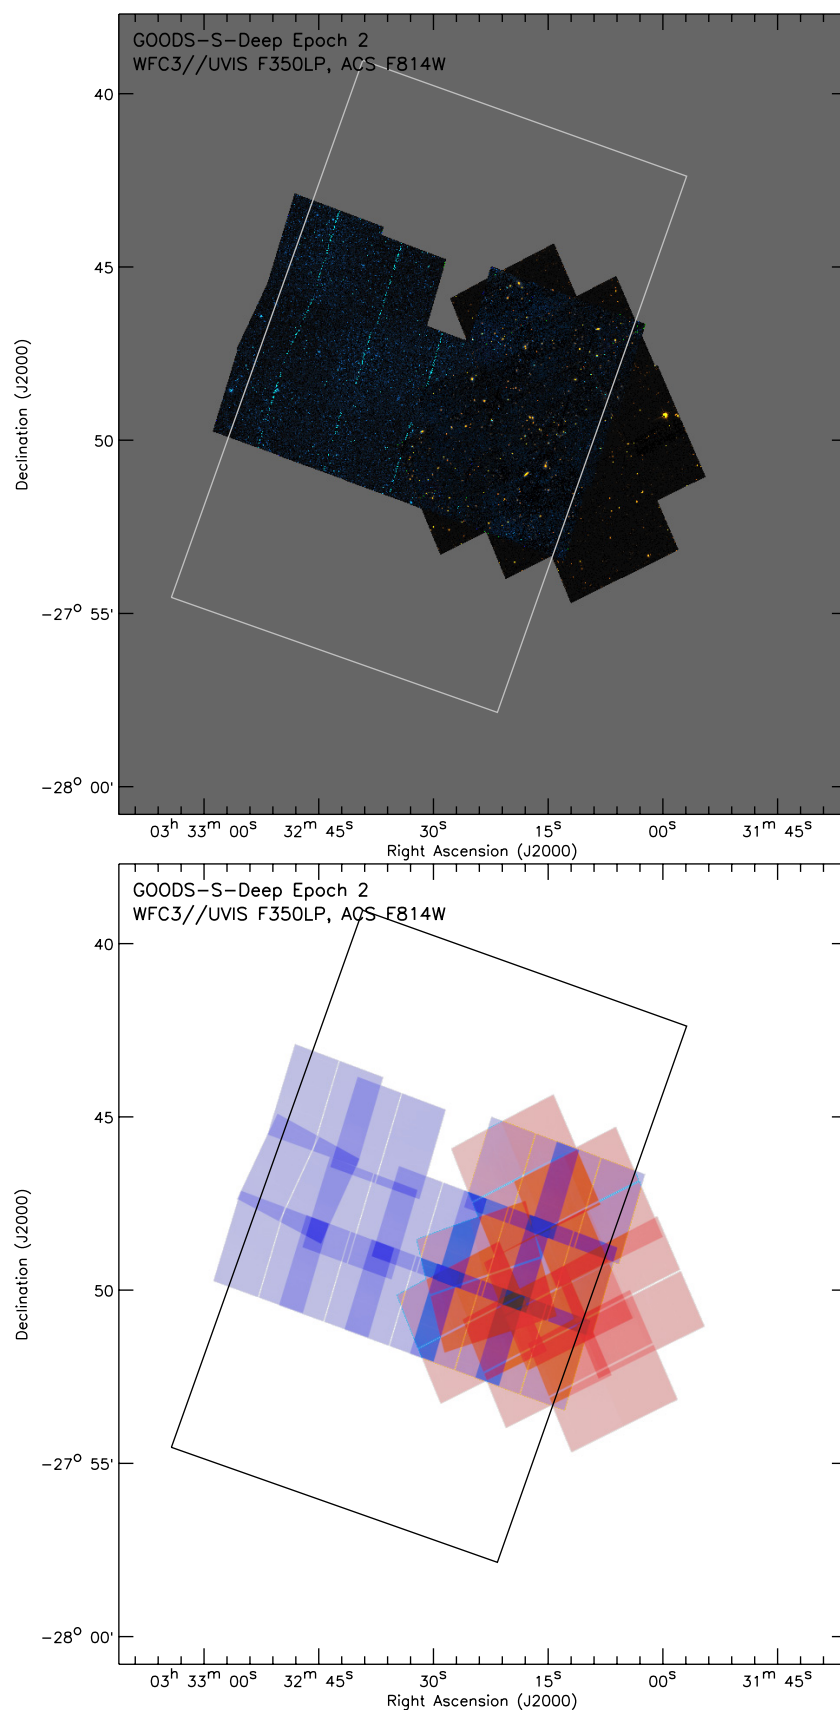 GOODS-S-Deep Epoch 2
WFC3//UVIS F350LP, ACS F814W
40
45
50
-27° 55'
-28° 00'
Declination (J2000)
03ʰ 33ᵐ 00ˢ 32ᵐ 45ˢ 30ˢ 15ˢ 00ˢ 31ᵐ 45ˢ
Right Ascension (J2000)
GOODS-S-Deep Epoch 2
WFC3//UVIS F350LP, ACS F814W
40
45
50
-27° 55'
-28° 00'
Declination (J2000)
03ʰ 33ᵐ 00ˢ 32ᵐ 45ˢ 30ˢ 15ˢ 00ˢ 31ᵐ 45ˢ
Right Ascension (J2000)